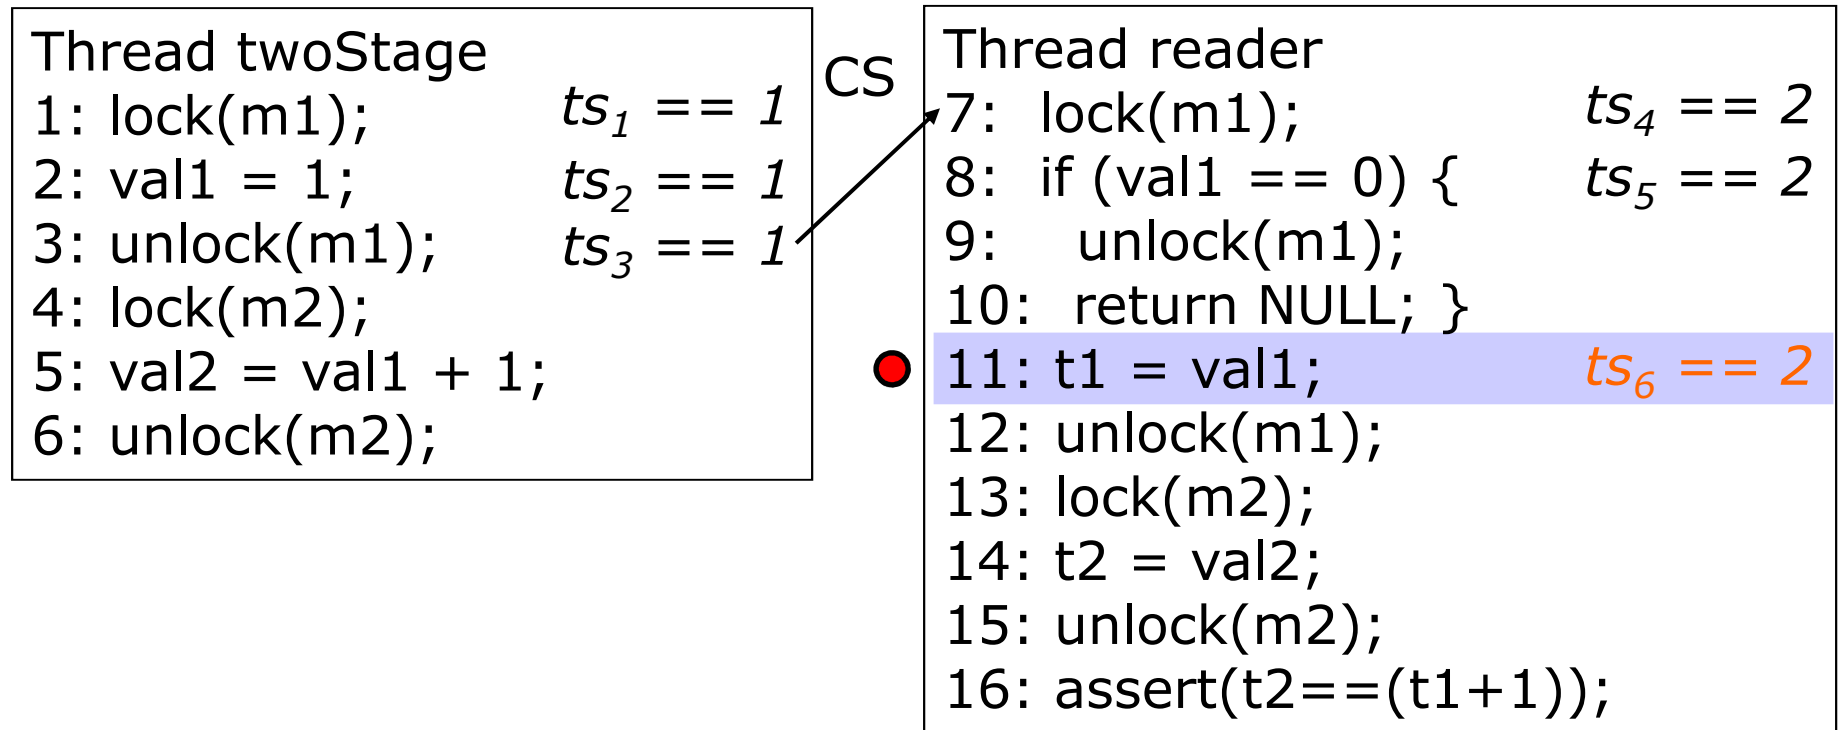 Thread twoStage
1: lock(m1); ts1 == 1
2: val1 = 1; ts2 == 1
3: unlock(m1); ts3 == 1
4: lock(m2);
5: val2 = val1 + 1;
6: unlock(m2);
CS
Thread reader
7: lock(m1); ts4 == 2
8: if (val1 == 0) { ts5 == 2
9: unlock(m1);
10: return NULL; }
11: t1 = val1; ts6 == 2
12: unlock(m1);
13: lock(m2);
14: t2 = val2;
15: unlock(m2);
16: assert(t2==(t1+1));